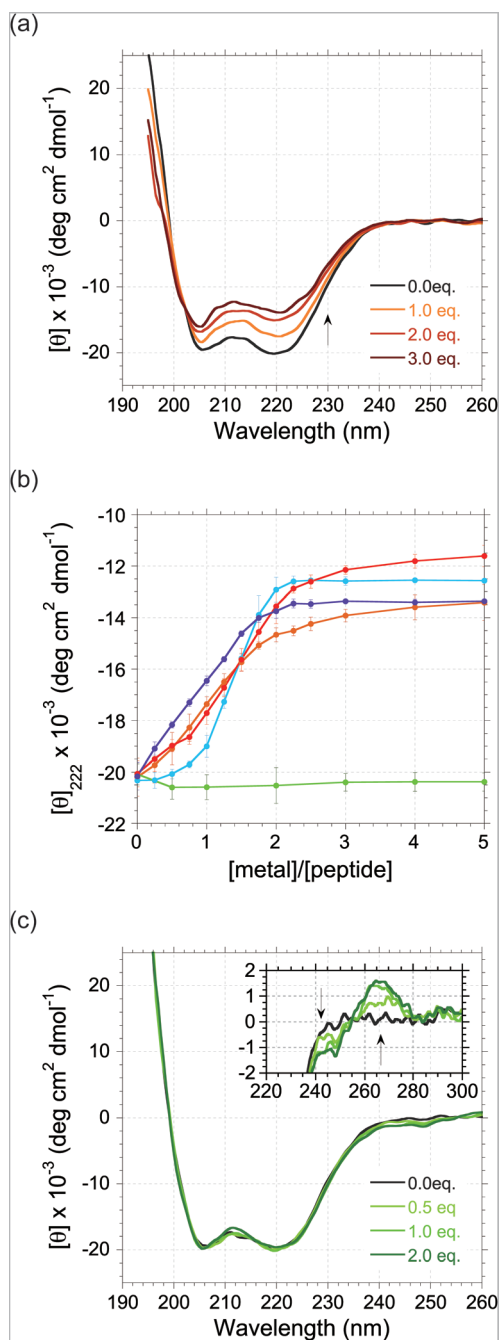 (a)
20
10
0
-10
-20
[θ] x 10⁻³ (deg cm² dmol⁻¹)
0.0eq.
1.0 eq.
2.0 eq.
3.0 eq.
190 200 210 220 230 240 250 260
Wavelength (nm)
(b)
-10
-12
-14
-16
-18
-20
-22
[θ]₂₂₂ x 10⁻³ (deg cm² dmol⁻¹)
0 1 2 3 4 5
[metal]/[peptide]
(c)
20
10
0
-10
-20
[θ] x 10⁻³ (deg cm² dmol⁻¹)
2
1
0
-1
-2
220 240 260 280 300
0.0eq.
0.5 eq
1.0 eq.
2.0 eq.
190 200 210 220 230 240 250 260
Wavelength (nm)